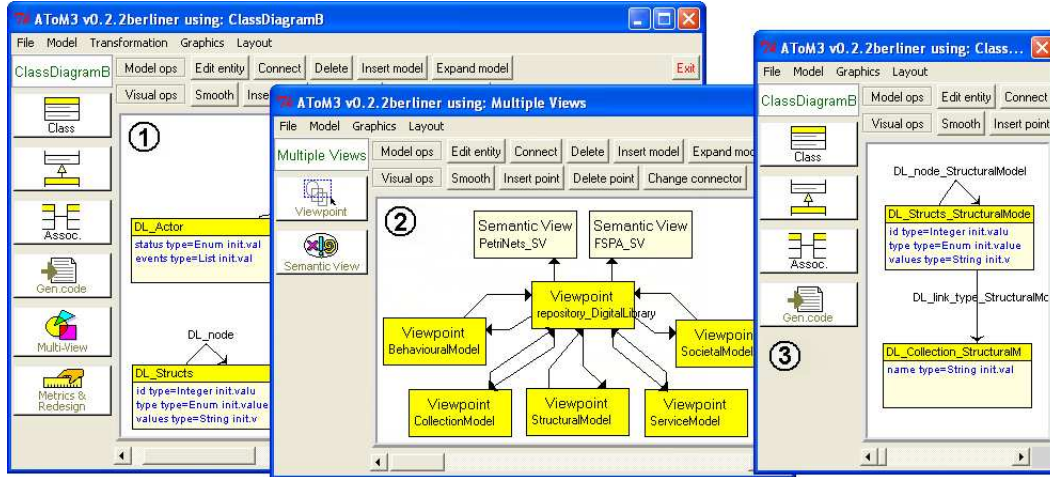 AToM3 v0.2.2berliner using: ClassDiagramB
File Model Transformation Graphics Layout
ClassDiagramB
Model ops Edit entity Connect Delete Insert model Expand model Exit
Visual ops Smooth
Class
Assoc.
Gen.code
Multi-View
Metrics &
Redesign
1
DL_Actor
status type=Enum init.val
events type=List init.val
DL_node
DL_Structs
id type=Integer init.valu
type type=Enum init.value
values type=String init.v
AToM3 v0.2.2berliner using: Multiple Views
File Model Graphics Layout
Multiple Views
Model ops Edit entity Connect Delete Insert model Expand
Visual ops Smooth Insert point Delete point Change connector
Viewpoint
Semantic View
2
Semantic View
PetriNets_SV
Semantic View
FSPA_SV
Viewpoint
repository_DigitalLibrary
Viewpoint
BehaviouralModel
Viewpoint
SocietalModel
Viewpoint
CollectionModel
Viewpoint
StructuralModel
Viewpoint
ServiceModel
AToM3 v0.2.2berliner using: Class...
File Model Graphics Layout
ClassDiagramB
Model ops Edit entity Connect
Visual ops Smooth Insert point
Class
Assoc.
Gen.code
3
DL_node_StructuralModel
DL_Structs_StructuralMode
id type=Integer init.valu
type type=Enum init.value
values type=String init.v
DL_link_type_StructuralMo
DL_Collection_StructuralM
name type=String init.val